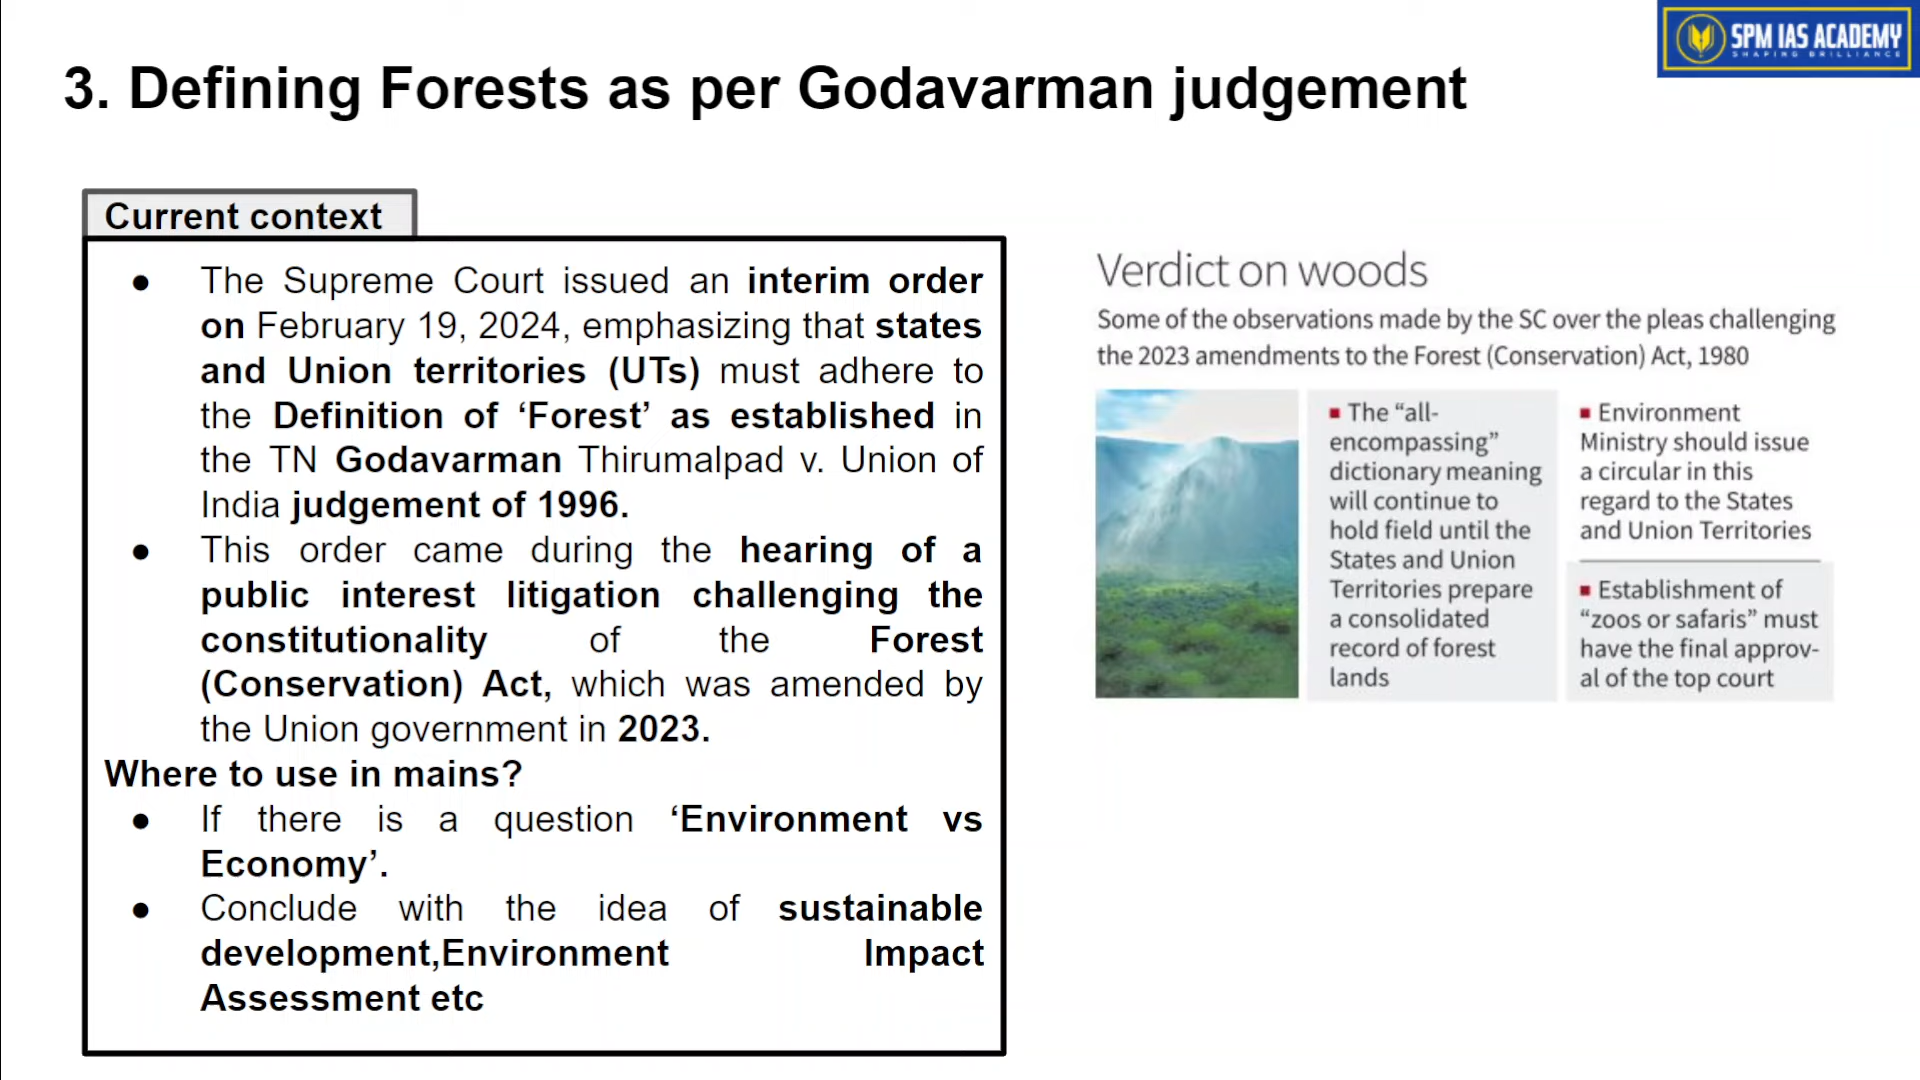 SPM IAS ACADEMY
SHAPING BRILLIANCE
3. Defining Forests as per Godavarman judgement
Current context
● The Supreme Court issued an interim order
on February 19, 2024, emphasizing that states
and Union territories (UTs) must adhere to
the Definition of ‘Forest’ as established in
the TN Godavarman Thirumalpad v. Union of
India judgement of 1996.
● This order came during the hearing of a
public interest litigation challenging the
constitutionality of the Forest
(Conservation) Act, which was amended by
the Union government in 2023.
Where to use in mains?
● If there is a question ‘Environment vs
Economy’.
● Conclude with the idea of sustainable
development,Environment Impact
Assessment etc
Verdict on woods
Some of the observations made by the SC over the pleas challenging
the 2023 amendments to the Forest (Conservation) Act, 1980
■ The “all-
encompassing”
dictionary meaning
will continue to
hold field until the
States and Union
Territories prepare
a consolidated
record of forest
lands
■ Environment
Ministry should issue
a circular in this
regard to the States
and Union Territories
■ Establishment of
“zoos or safaris” must
have the final approv-
al of the top court